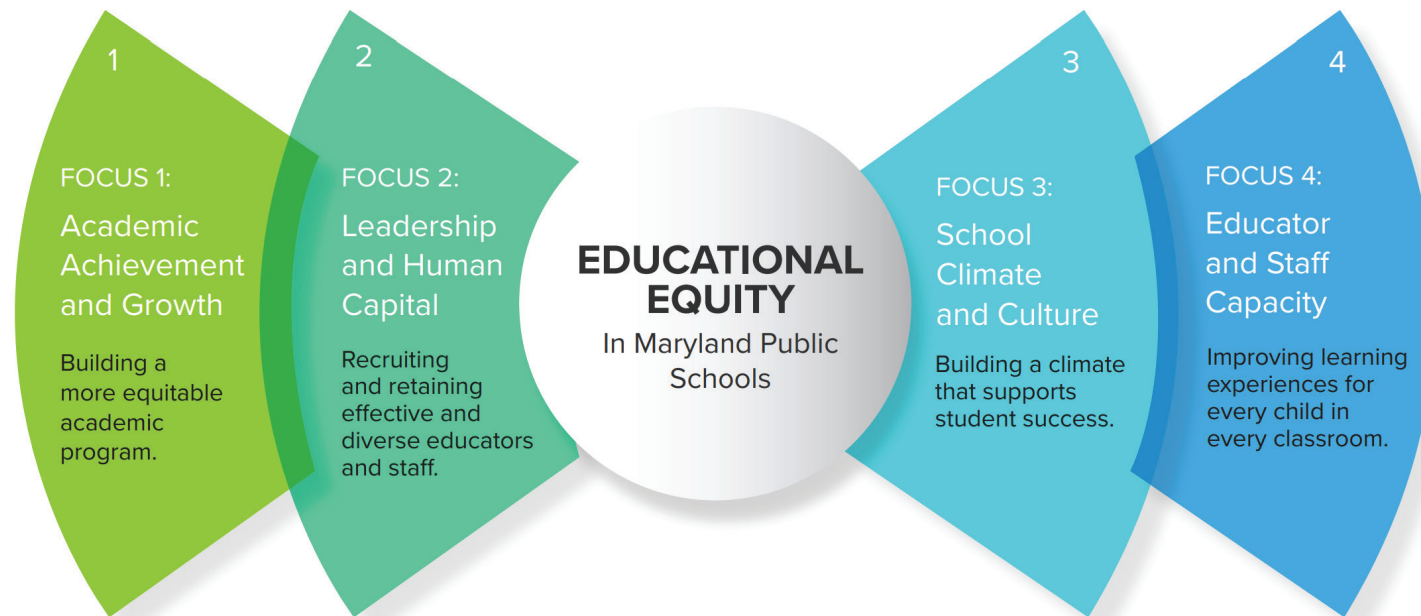 1
FOCUS 1:
Academic
Achievement
and Growth
Building a
more equitable
academic
program.
2
FOCUS 2:
Leadership
and Human
Capital
Recruiting
and retaining
effective and
diverse educators
and staff.
EDUCATIONAL
EQUITY
In Maryland Public
Schools
3
FOCUS 3:
School
Climate
and Culture
Building a climate
that supports
student success.
4
FOCUS 4:
Educator
and Staff
Capacity
Improving learning
experiences for
every child in
every classroom.